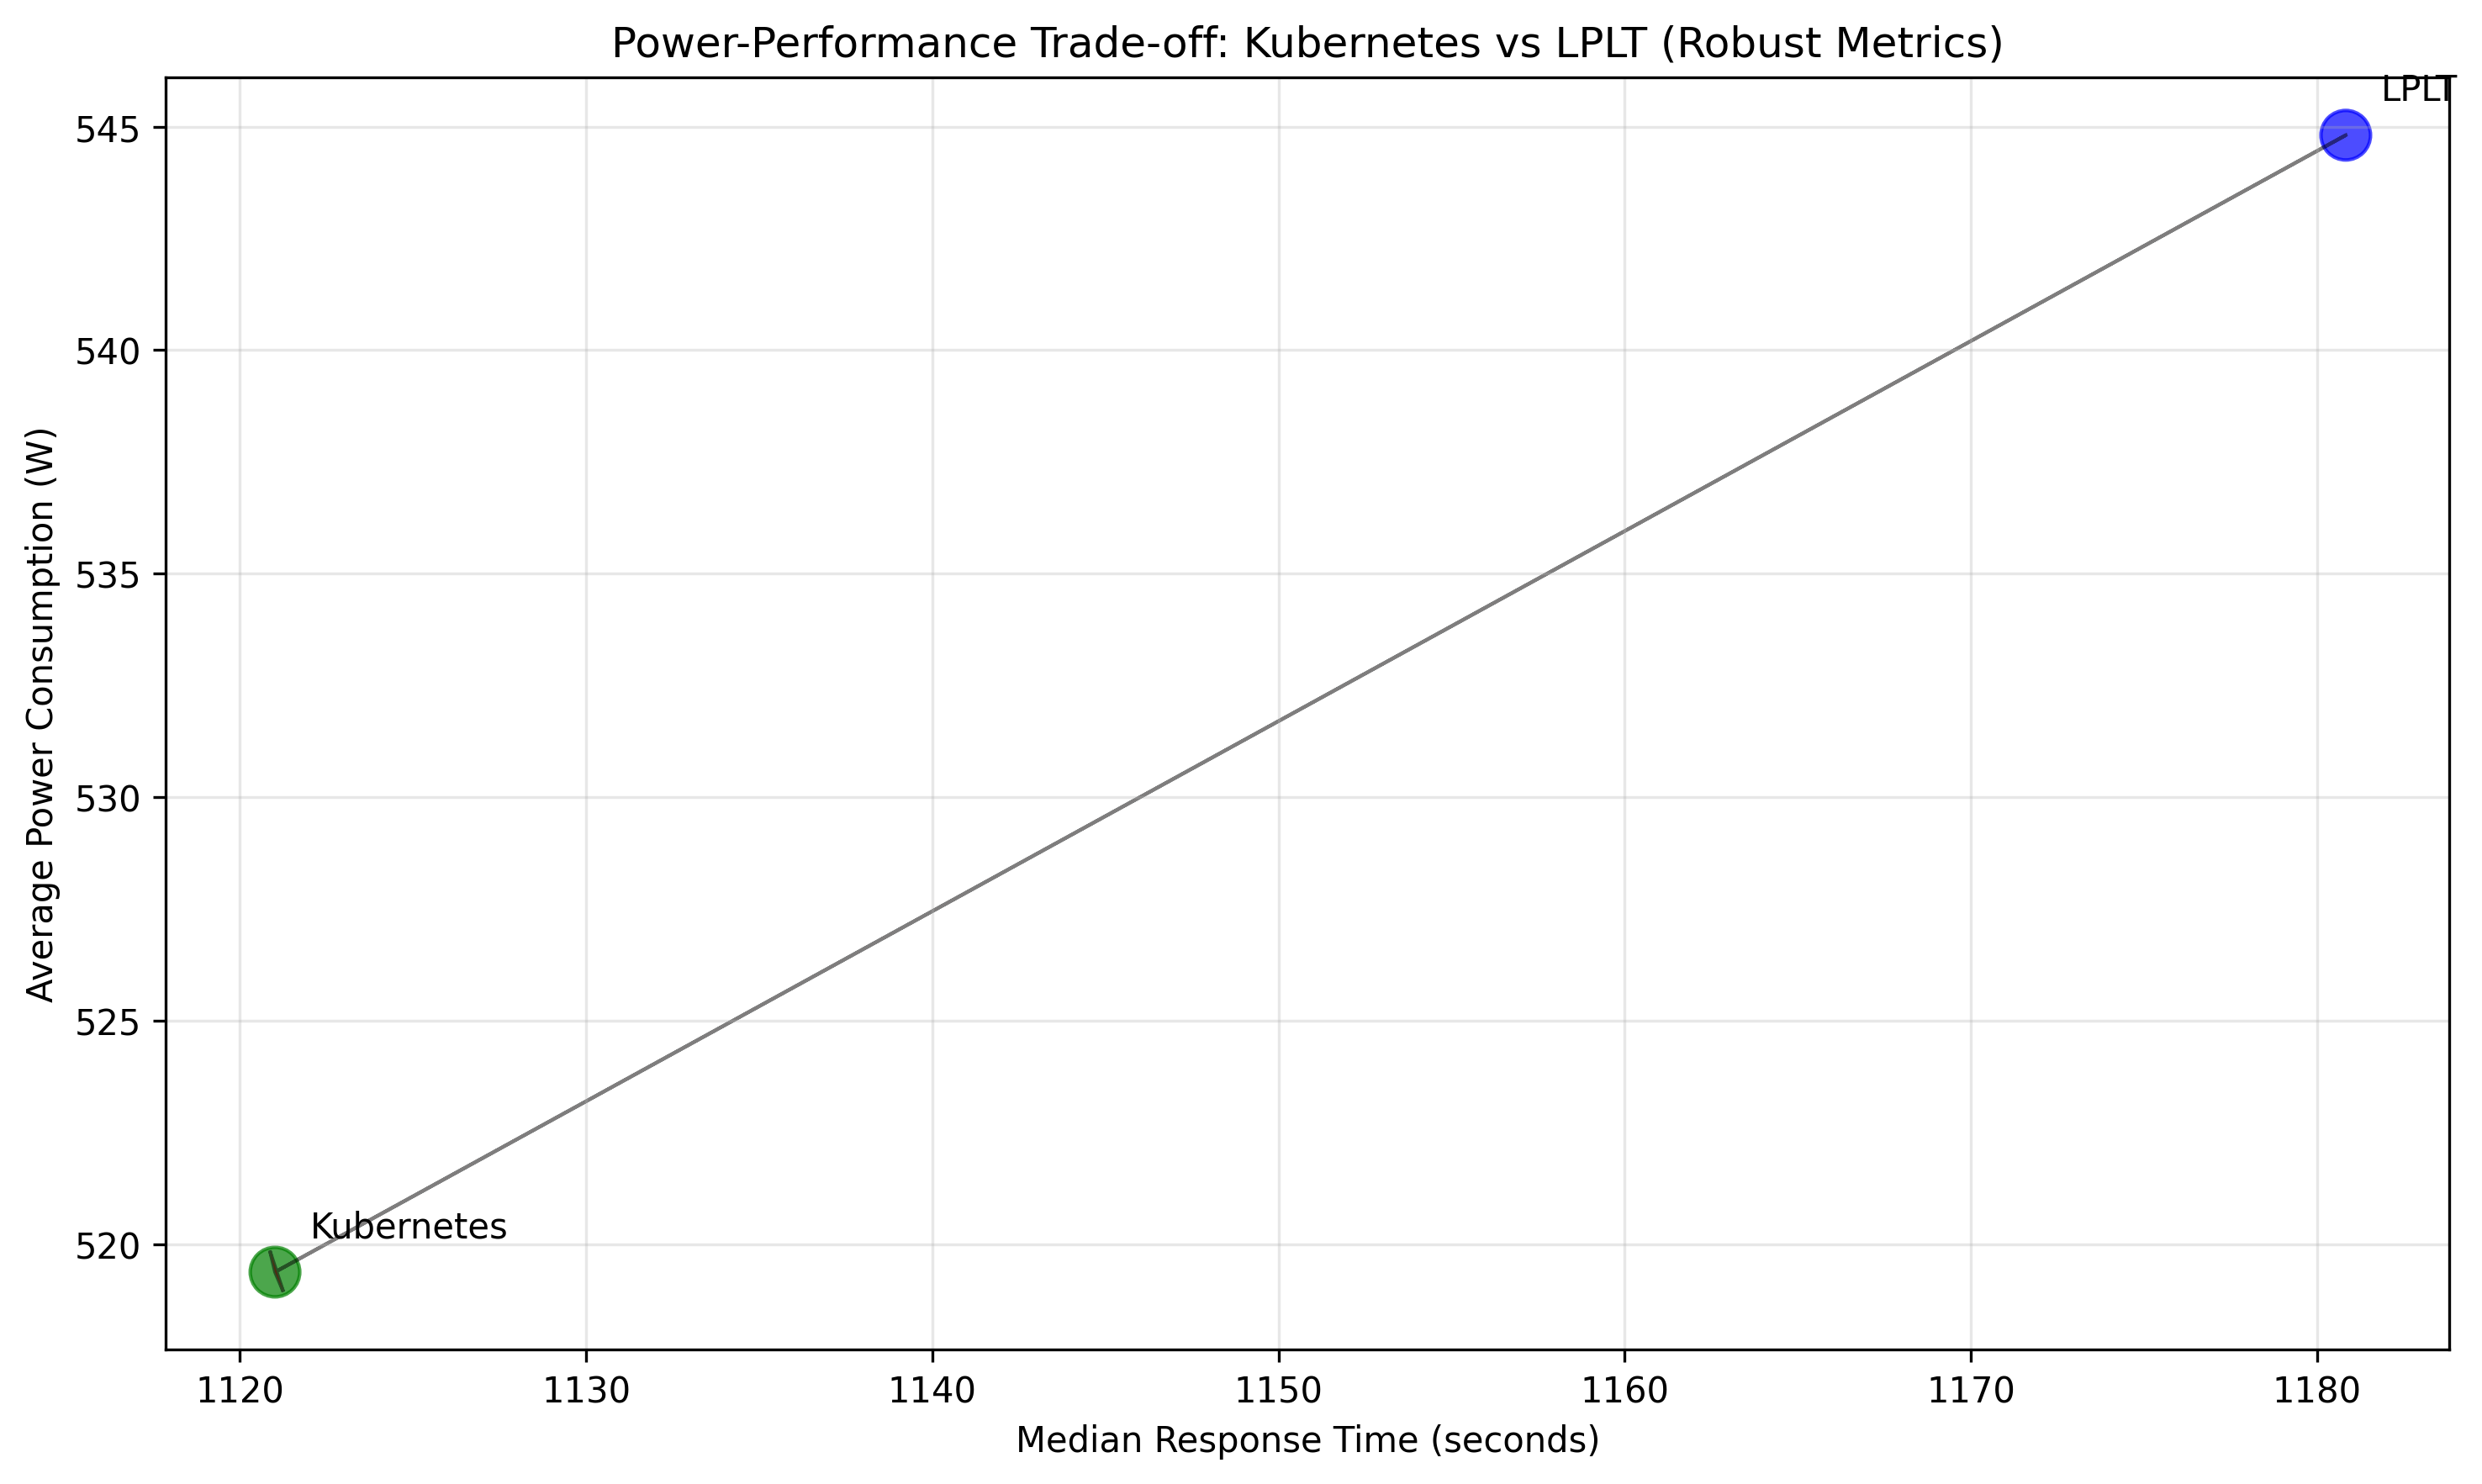 Power-Performance Trade-off: Kubernetes vs LPLT (Robust Metrics)
LPLT
545
540
535
530
525
520
Average Power Consumption (W)
Kubernetes
1120 1130 1140 1150 1160 1170 1180
Median Response Time (seconds)